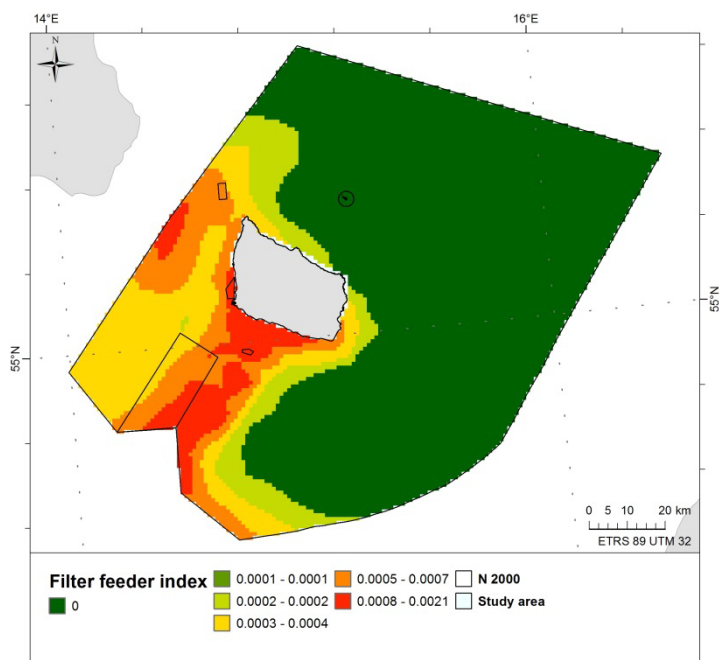 14°E
16°E
N
55°N
55°N
0 5 10 20 km
ETRS 89 UTM 32
Filter feeder index
0
0.0001 - 0.0001
0.0002 - 0.0002
0.0003 - 0.0004
0.0005 - 0.0007
0.0008 - 0.0021
N 2000
Study area